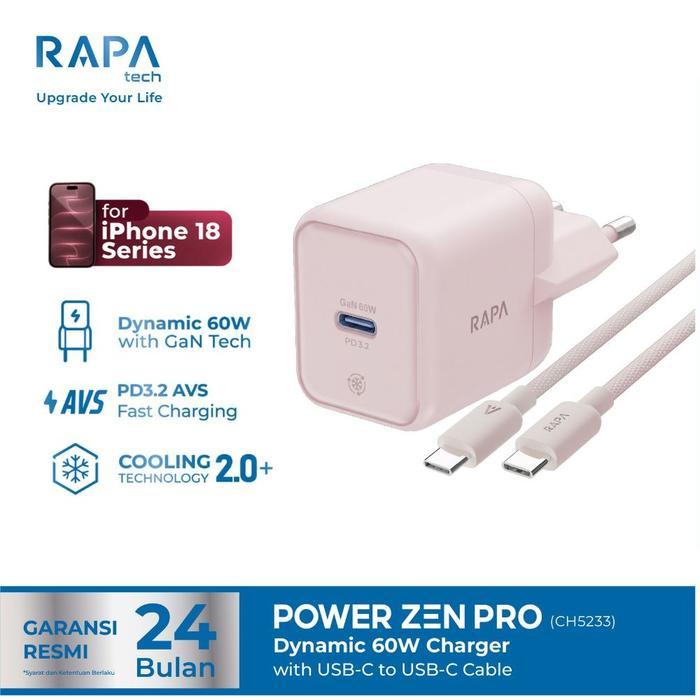 RAPA
tech
Upgrade Your Life
for
iPhone 18
Series
Dynamic 60W
with GaN Tech
AVS
PD3.2 AVS
Fast Charging
COOLING
TECHNOLOGY 2.0+
GaN 60W
PD3.2
RAPA
RAPA
GARANSI
RESMI
24
Bulan
*Syarat dan Ketentuan Berlaku
POWER ZEN PRO (CH5233)
Dynamic 60W Charger
with USB-C to USB-C Cable